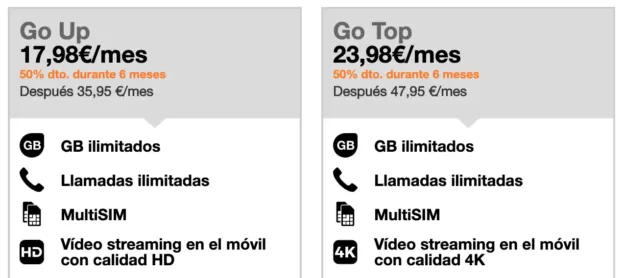 Go Up
17,98€/mes
50% dto. durante 6 meses
Después 35,95 €/mes
GB
GB ilimitados
Llamadas ilimitadas
MultiSIM
HD
Vídeo streaming en el móvil
con calidad HD
Go Top
23,98€/mes
50% dto. durante 6 meses
Después 47,95 €/mes
GB
GB ilimitados
Llamadas ilimitadas
MultiSIM
4K
Vídeo streaming en el móvil
con calidad 4K